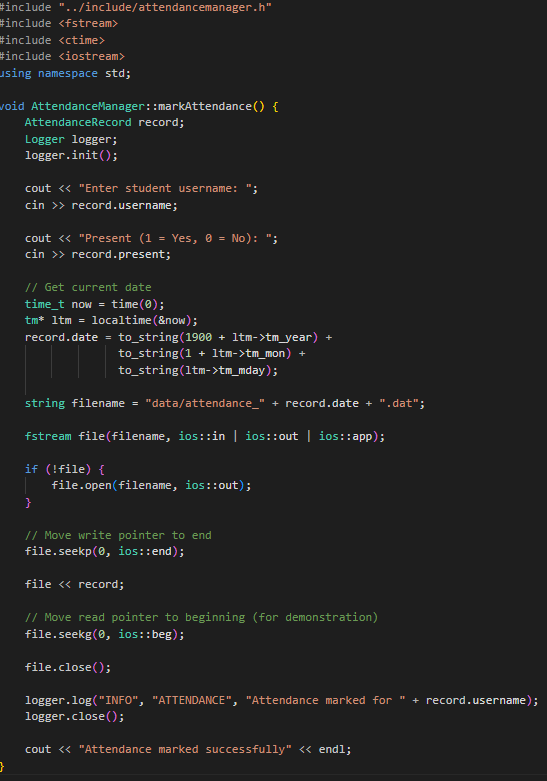 #include "../include/attendancemanager.h"
#include <fstream>
#include <ctime>
#include <iostream>
using namespace std;

void AttendanceManager::markAttendance() {
    AttendanceRecord record;
    Logger logger;
    logger.init();

    cout << "Enter student username: ";
    cin >> record.username;

    cout << "Present (1 = Yes, 0 = No): ";
    cin >> record.present;

    // Get current date
    time_t now = time(0);
    tm* ltm = localtime(&now);
    record.date = to_string(1900 + ltm->tm_year) +
                  to_string(1 + ltm->tm_mon) +
                  to_string(ltm->tm_mday);

    string filename = "data/attendance_" + record.date + ".dat";

    fstream file(filename, ios::in | ios::out | ios::app);

    if (!file) {
        file.open(filename, ios::out);
    }

    // Move write pointer to end
    file.seekp(0, ios::end);

    file << record;

    // Move read pointer to beginning (for demonstration)
    file.seekg(0, ios::beg);

    file.close();

    logger.log("INFO", "ATTENDANCE", "Attendance marked for " + record.username);
    logger.close();

    cout << "Attendance marked successfully" << endl;
}